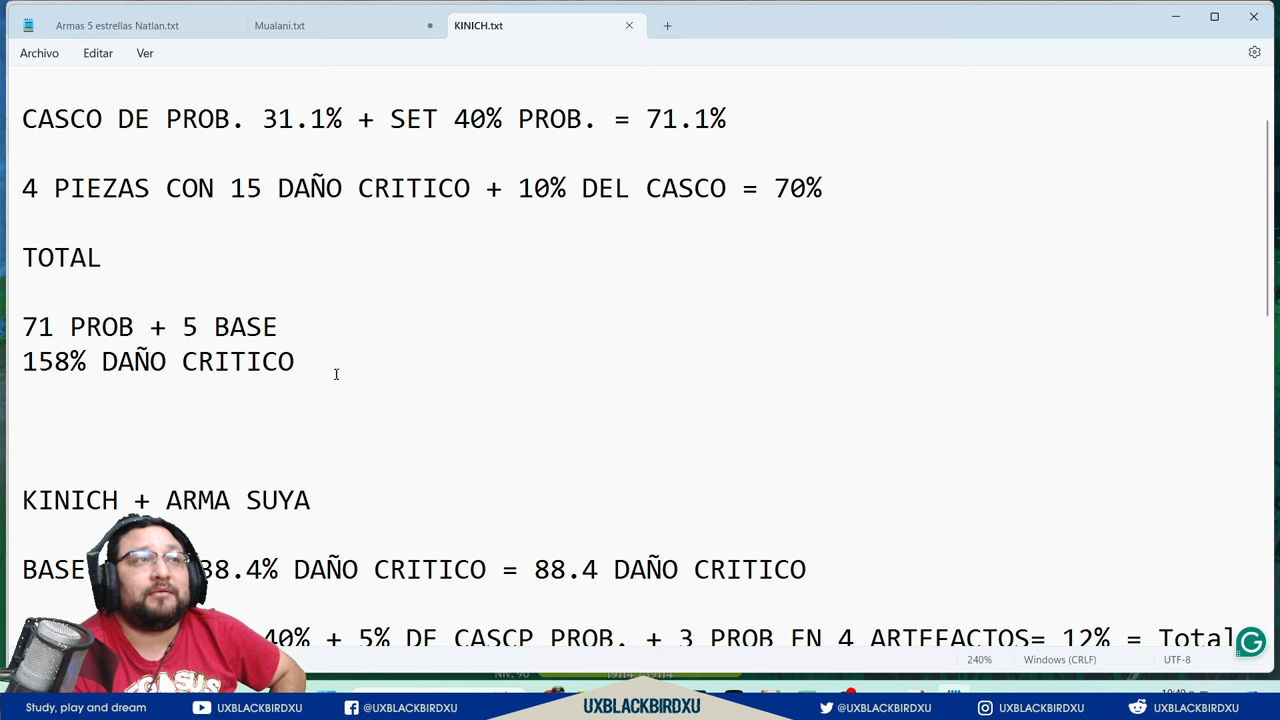 Armas 5 estrellas Natlan.txt
Mualani.txt
KINICH.txt
Archivo
Editar
Ver
CASCO DE PROB. 31.1% + SET 40% PROB. = 71.1%
4 PIEZAS CON 15 DAÑO CRITICO + 10% DEL CASCO = 70%
TOTAL
71 PROB + 5 BASE
158% DAÑO CRITICO
KINICH + ARMA SUYA
BASE 38.4% DAÑO CRITICO = 88.4 DAÑO CRITICO
40% + 5% DE CASCP PROB. + 3 PROB EN 4 ARTEFACTOS= 12% = Total
240%
Windows (CRLF)
UTF-8
Study, play and dream
UXBLACKBIRDXU
@UXBLACKBIRDXU
UXBLACKBIRDXU
@UXBLACKBIRDXU
UXBLACKBIRDXU
UXBLACKBIRDXU